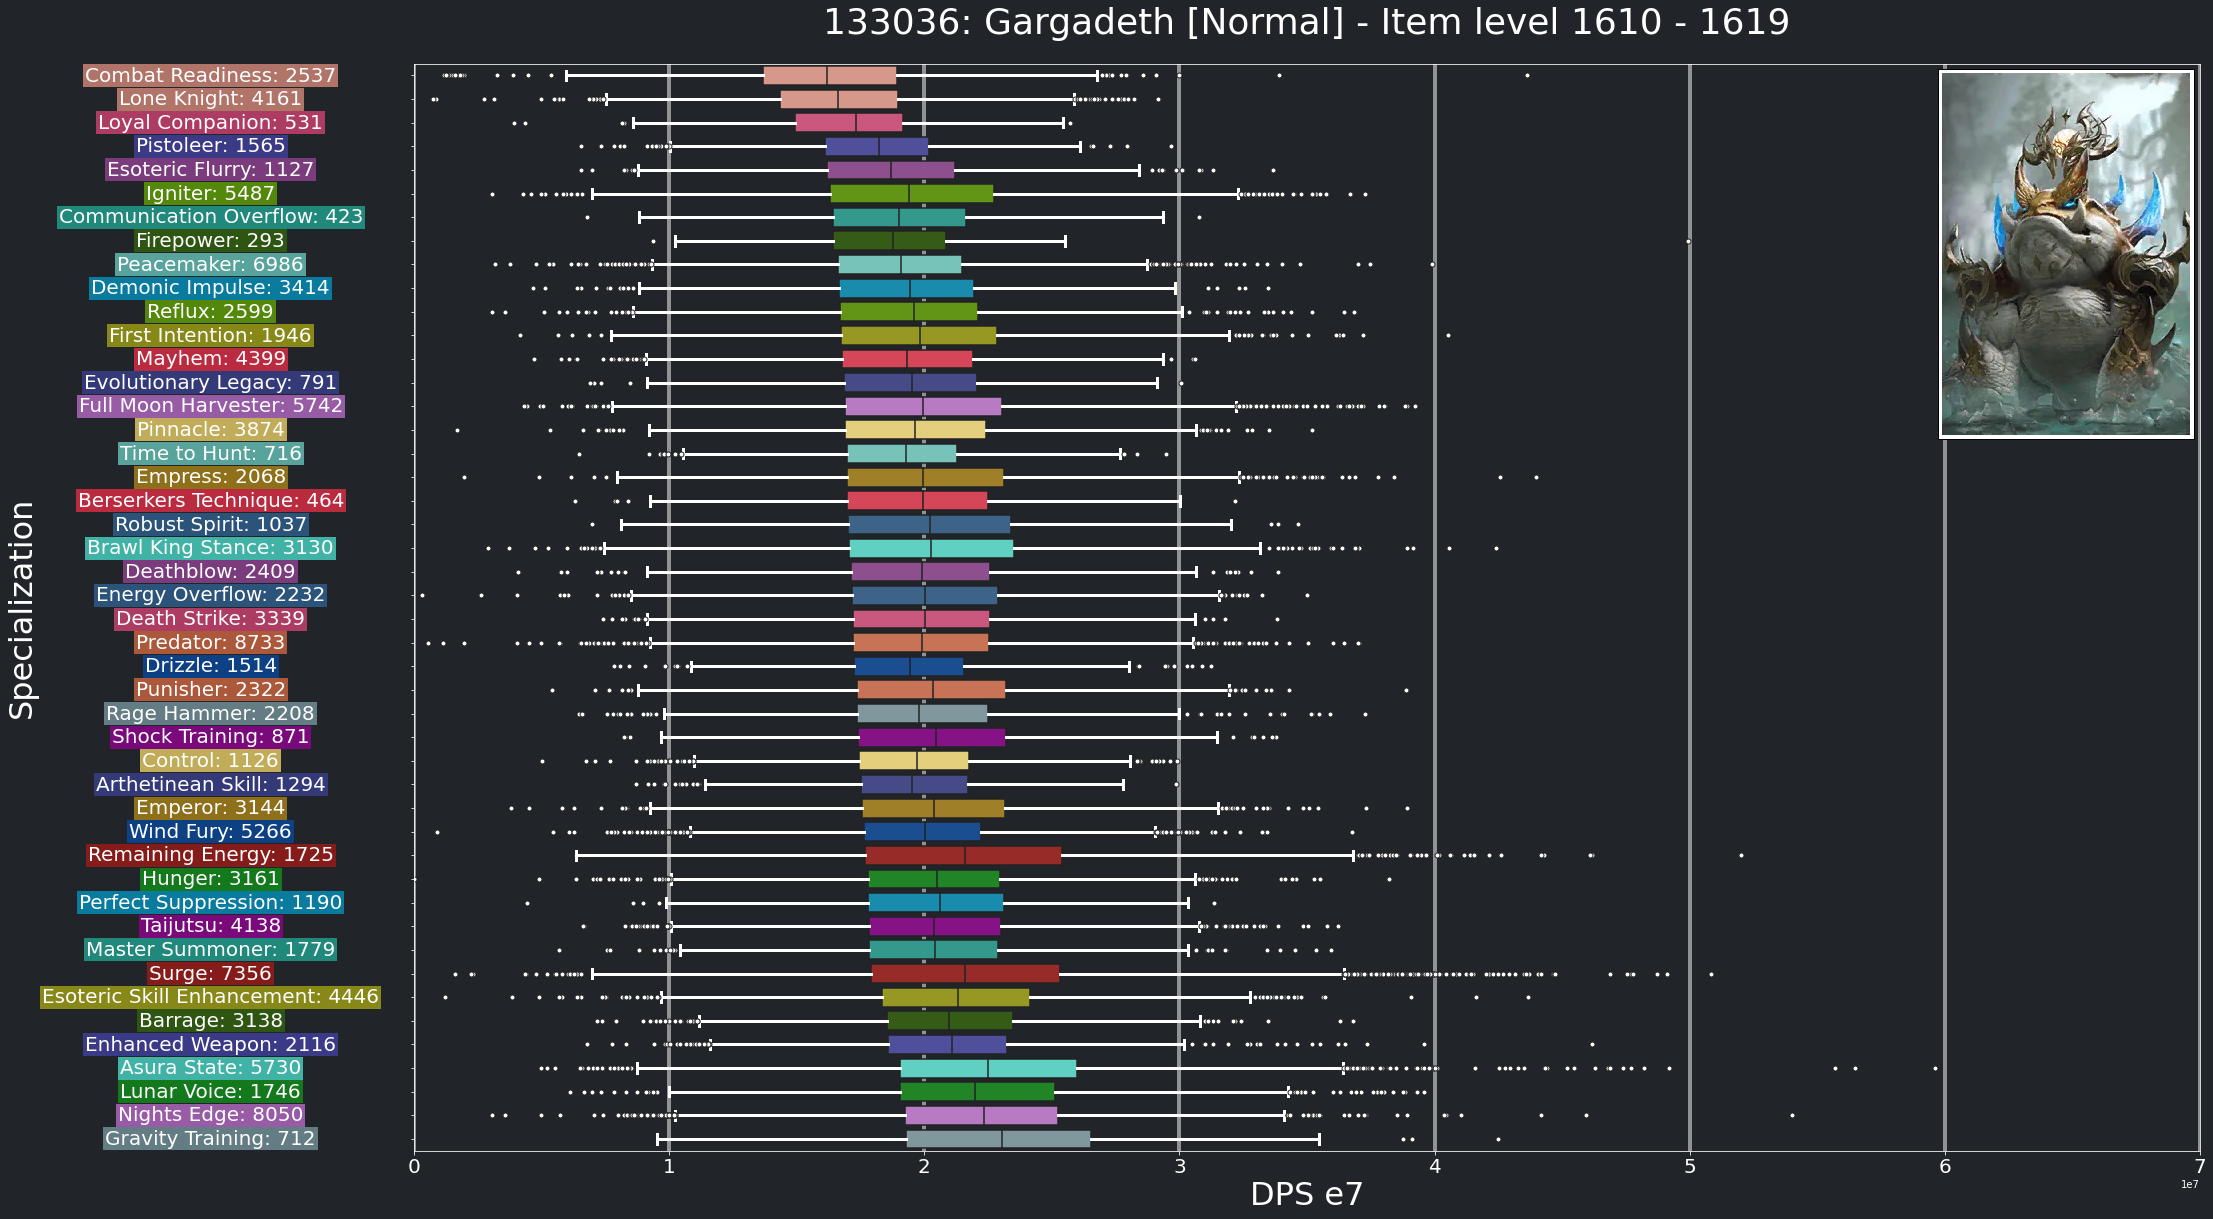 133036: Gargadeth [Normal] - Item level 1610 - 1619
Combat Readiness: 2537
Lone Knight: 4161
Loyal Companion: 531
Pistoleer: 1565
Esoteric Flurry: 1127
Igniter: 5487
Communication Overflow: 423
Firepower: 293
Peacemaker: 6986
Demonic Impulse: 3414
Reflux: 2599
First Intention: 1946
Mayhem: 4399
Evolutionary Legacy: 791
Full Moon Harvester: 5742
Pinnacle: 3874
Time to Hunt: 716
Empress: 2068
Berserkers Technique: 464
Robust Spirit: 1037
Brawl King Stance: 3130
Deathblow: 2409
Energy Overflow: 2232
Death Strike: 3339
Predator: 8733
Drizzle: 1514
Punisher: 2322
Rage Hammer: 2208
Shock Training: 871
Control: 1126
Arthetinean Skill: 1294
Emperor: 3144
Wind Fury: 5266
Remaining Energy: 1725
Hunger: 3161
Perfect Suppression: 1190
Taijutsu: 4138
Master Summoner: 1779
Surge: 7356
Esoteric Skill Enhancement: 4446
Barrage: 3138
Enhanced Weapon: 2116
Asura State: 5730
Lunar Voice: 1746
Nights Edge: 8050
Gravity Training: 712
Specialization
0 1 2 3 4 5 6 7
1e7
DPS e7